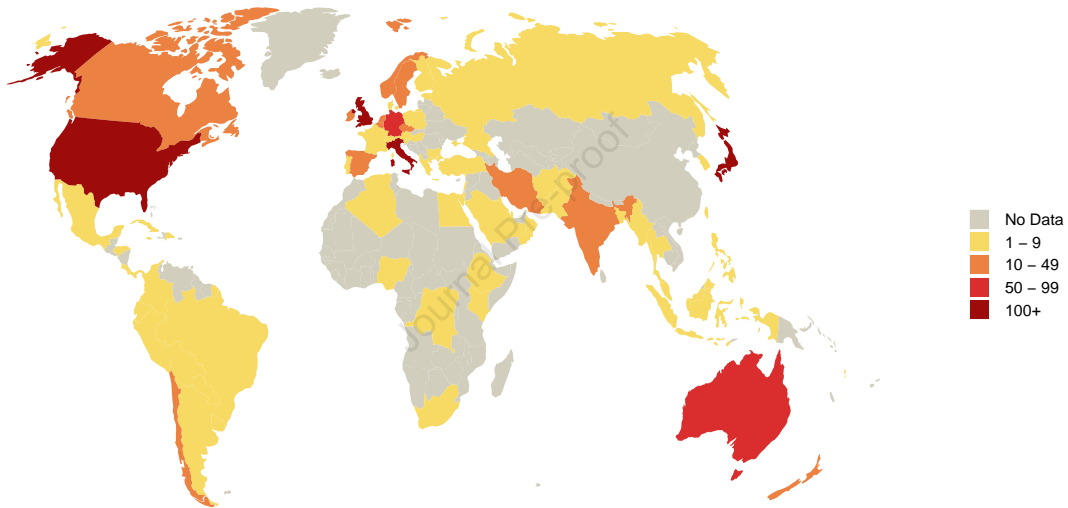 Journal Pre-proof
No Data
1 – 9
10 – 49
50 – 99
100+